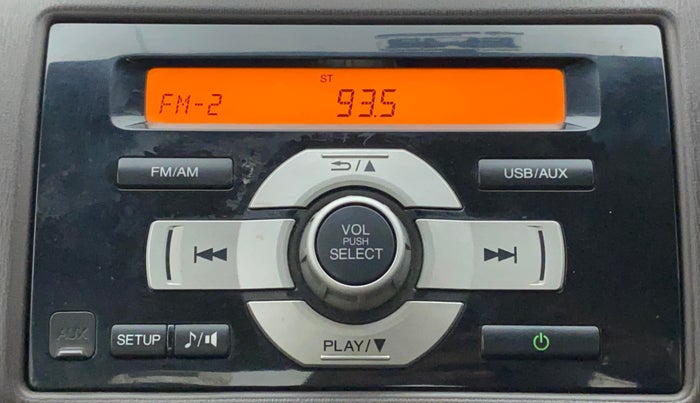 ST
FM-2 93.5
FM/AM
USB/AUX
VOL
PUSH
SELECT
AUX
SETUP
PLAY/▼